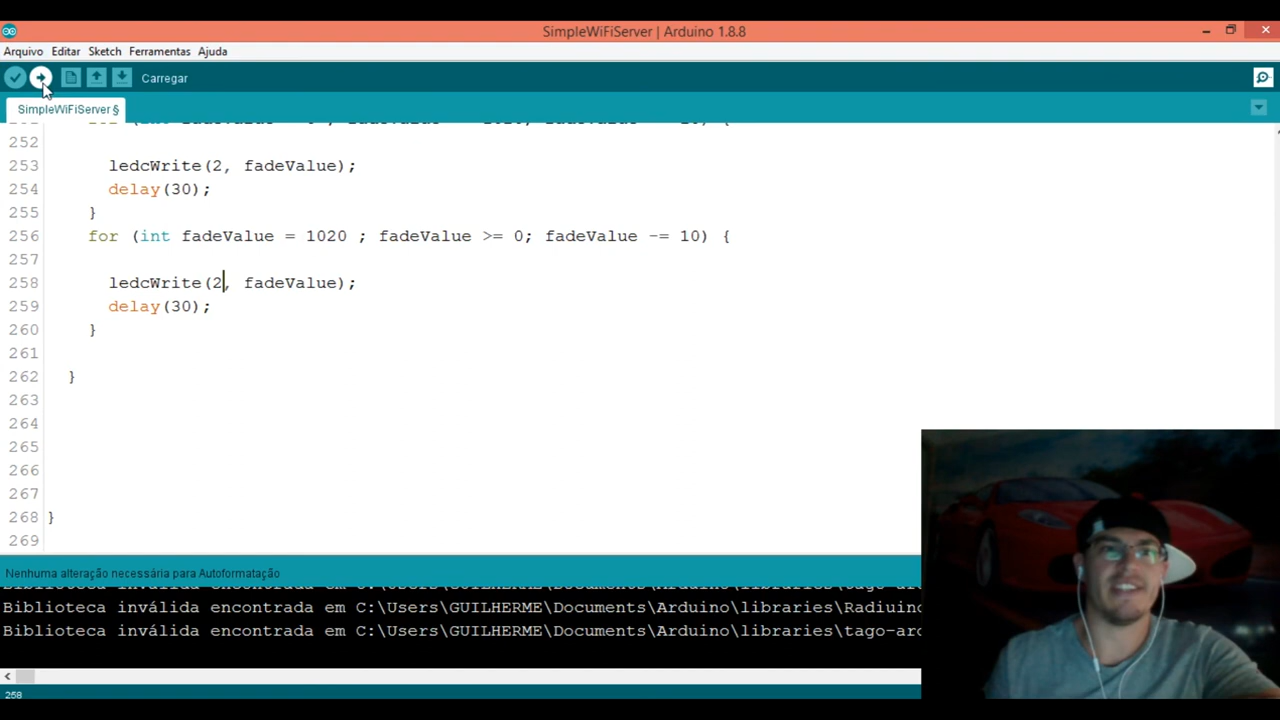 SimpleWiFiServer | Arduino 1.8.8
Arquivo Editar Sketch Ferramentas Ajuda
Carregar
SimpleWiFiServer §
252
253 ledcWrite(2, fadeValue);
254 delay(30);
255 }
256 for (int fadeValue = 1020 ; fadeValue >= 0; fadeValue -= 10) {
257
258 ledcWrite(2, fadeValue);
259 delay(30);
260 }
261
262 }
263
264
265
266
267
268 }
269
Nenhuma alteração necessária para Autoformatação
Biblioteca inválida encontrada em C:\Users\GUILHERME\Documents\Arduino\libraries\Radiuino
Biblioteca inválida encontrada em C:\Users\GUILHERME\Documents\Arduino\libraries\tago-arc
258